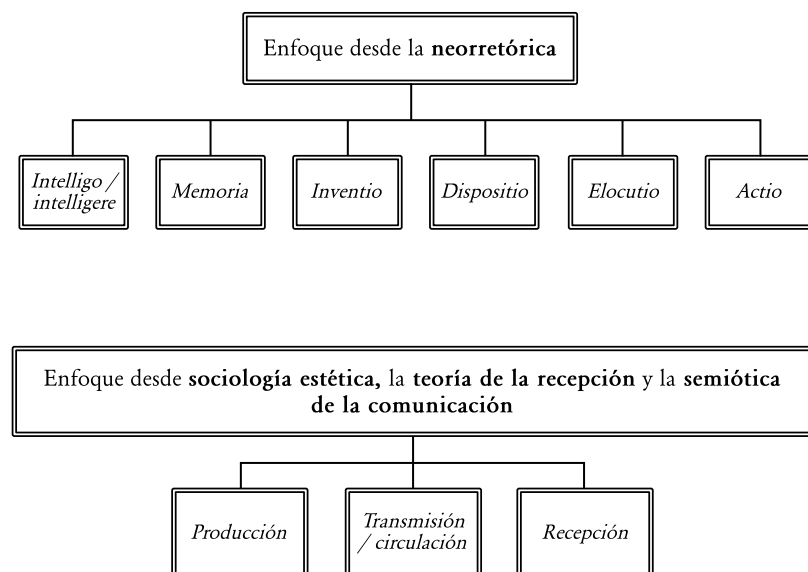 Enfoque desde la neorretórica
Intelligo /
intelligere
Memoria
Inventio
Dispositio
Elocutio
Actio
Enfoque desde sociología estética, la teoría de la recepción y la semiótica
de la comunicación
Producción
Transmisión
/ circulación
Recepción